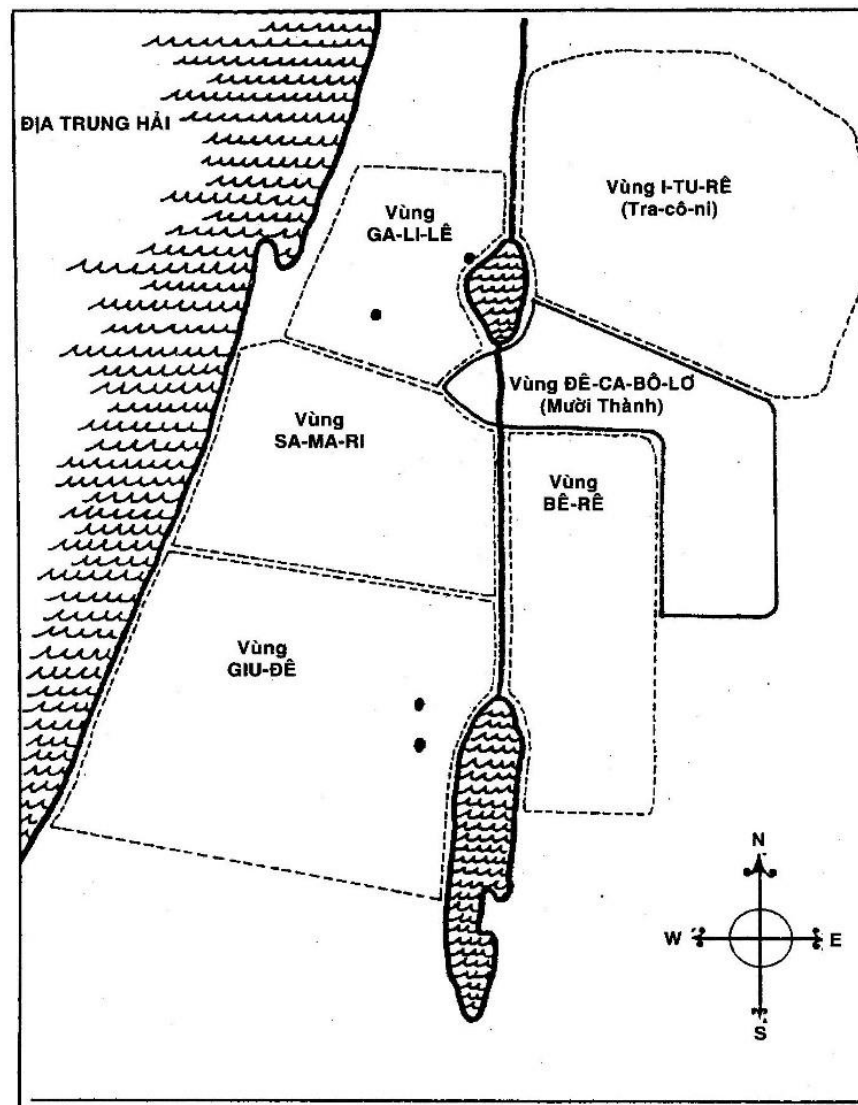 ĐỊA TRUNG HẢI
Vùng I-TU-RÊ
(Tra-cô-ni)
Vùng
GA-LI-LÊ
Vùng ĐÊ-CA-BÔ-LƠ
(Mười Thành)
Vùng
SA-MA-RI
Vùng
BÊ-RÊ
Vùng
GIU-ĐÊ
N
W
E
S